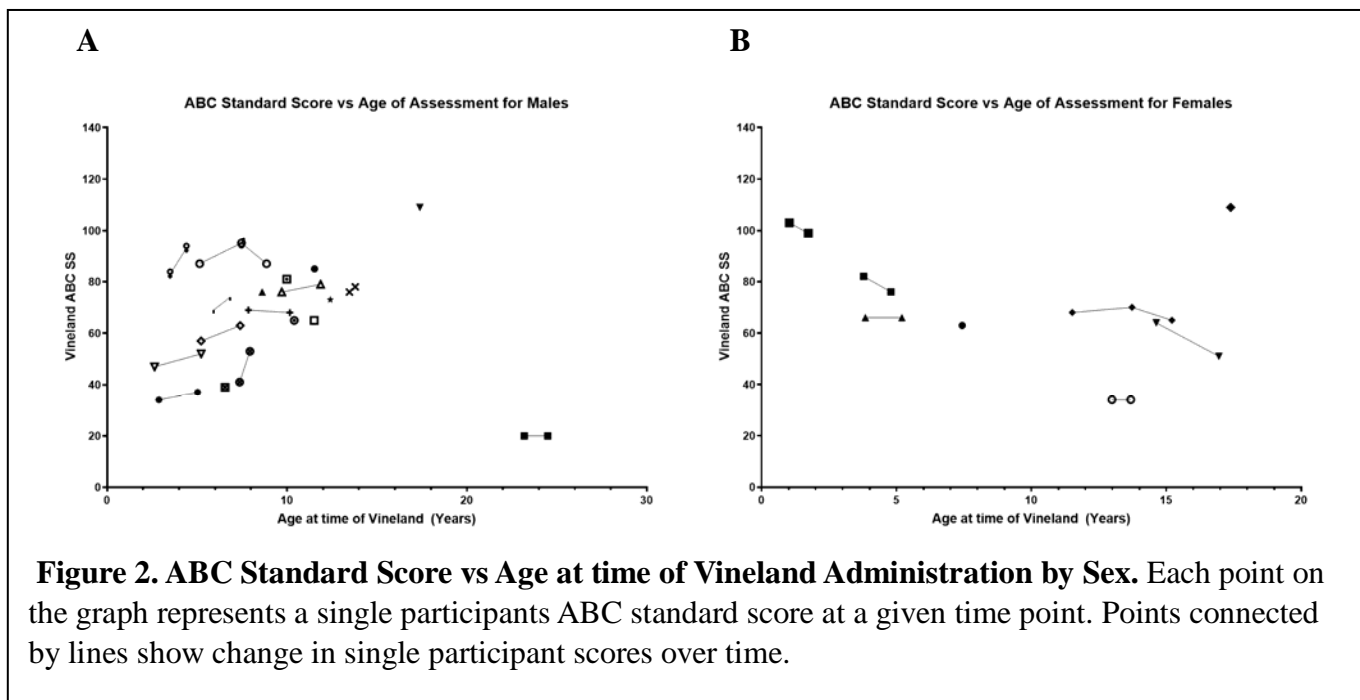 A
B
ABC Standard Score vs Age of Assessment for Males
140
120
100
80
60
40
20
0
Vineland ABC SS
0
10
20
30
Age at time of Vineland (Years)
ABC Standard Score vs Age of Assessment for Females
140
120
100
80
60
40
20
0
Vineland ABC SS
0
5
10
15
20
Age at time of Vineland (Years)
Figure 2. ABC Standard Score vs Age at time of Vineland Administration by Sex. Each point on
the graph represents a single participants ABC standard score at a given time point. Points connected
by lines show change in single participant scores over time.